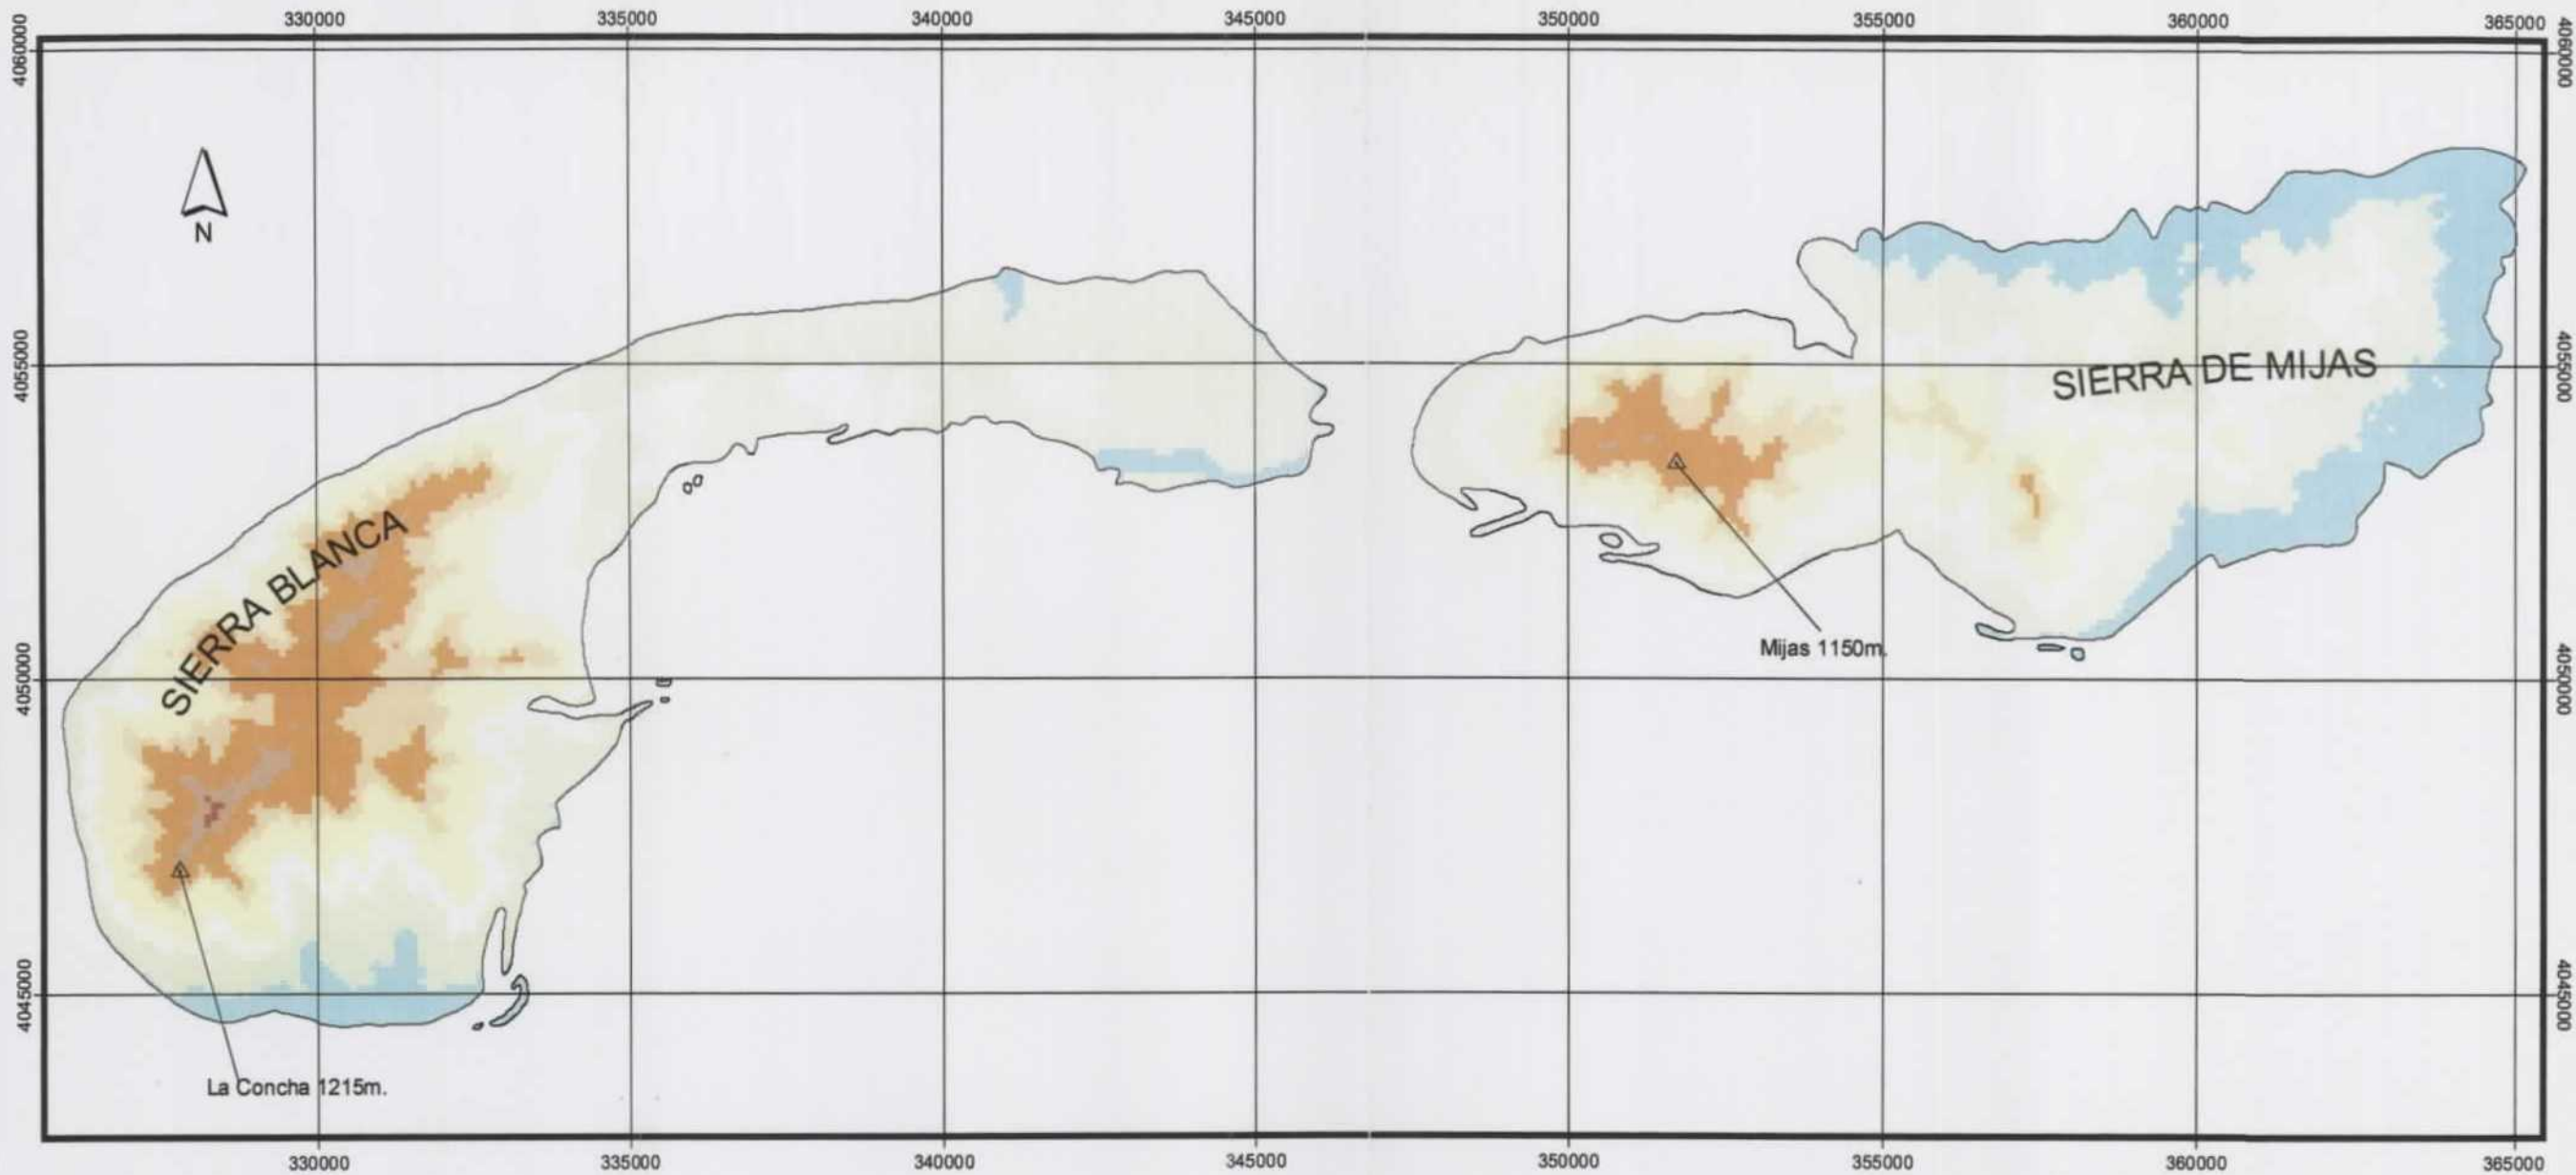 330000 335000 340000 345000 350000 355000 360000 365000
4060000 4060000
N
4055000 4055000
SIERRA DE MIJAS
SIERRA BLANCA
Mijas 1150m.
4050000 4050000
4045000 4045000
La Concha 1215m.
330000 335000 340000 345000 350000 355000 360000 365000